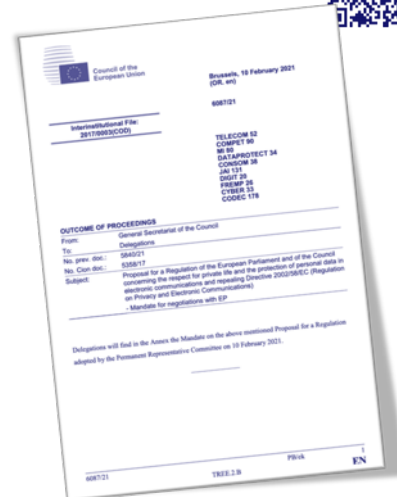 Council of the
European Union
Brussels, 10 February 2021
(OR. en)
6087/21
Interinstitutional File:
2017/0003(COD)
TELECOM 52
COMPET 90
MI 80
DATAPROTECT 34
CONSOM 38
JAI 131
DIGIT 20
FREMP 26
CYBER 33
CODEC 178
OUTCOME OF PROCEEDINGS
From: General Secretariat of the Council
To: Delegations
No. prev. doc.: 5840/21
No. Cion doc.: 5358/17
Subject: Proposal for a Regulation of the European Parliament and of the Council
concerning the respect for private life and the protection of personal data in
electronic communications and repealing Directive 2002/58/EC (Regulation
on Privacy and Electronic Communications)
- Mandate for negotiations with EP
Delegations will find in the Annex the Mandate on the above mentioned Proposal for a Regulation
adopted by the Permanent Representative Committee on 10 February 2021.
6087/21 PB/ek 1
TREE.2.B EN